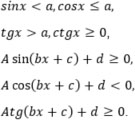 sinx < a, cosx ≤ a,
tgx > a, ctgx ≥ 0,
A sin(bx + c) + d ≥ 0,
A cos(bx + c) + d < 0,
Atg(bx + c) + d ≥ 0.